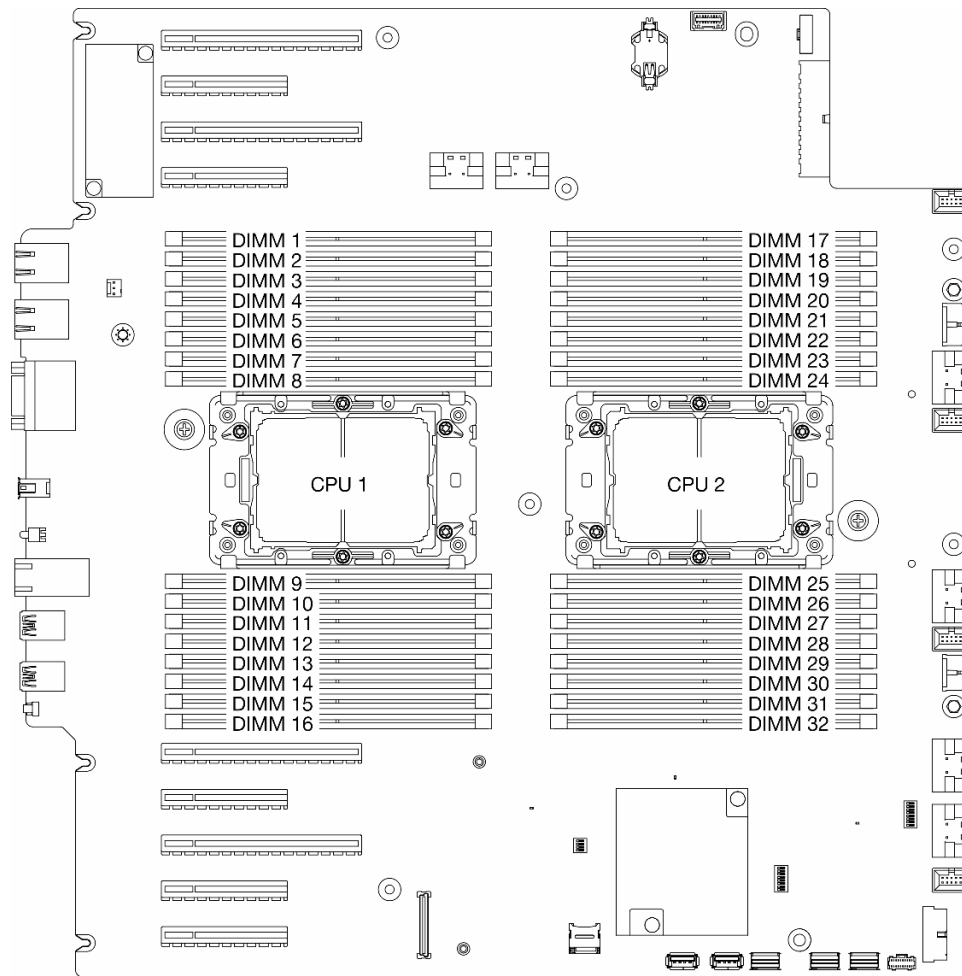 DIMM 1
DIMM 2
DIMM 3
DIMM 4
DIMM 5
DIMM 6
DIMM 7
DIMM 8
DIMM 17
DIMM 18
DIMM 19
DIMM 20
DIMM 21
DIMM 22
DIMM 23
DIMM 24
CPU 1
CPU 2
DIMM 9
DIMM 10
DIMM 11
DIMM 12
DIMM 13
DIMM 14
DIMM 15
DIMM 16
DIMM 25
DIMM 26
DIMM 27
DIMM 28
DIMM 29
DIMM 30
DIMM 31
DIMM 32